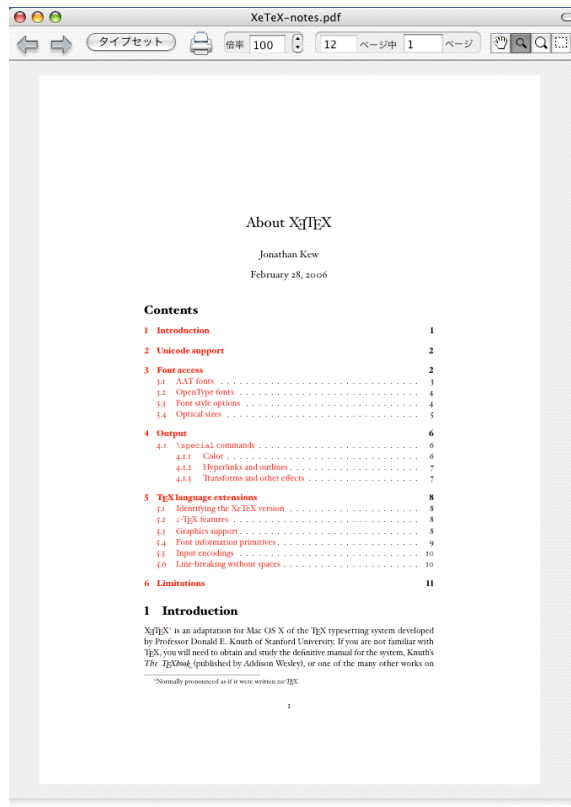 XeTeX-notes.pdf
タイプセット 倍率 100 12 ページ中 1 ページ
About XƎTEX
Jonathan Kew
February 28, 2006
Contents
1 Introduction 1
2 Unicode support 2
3 Font access 2
3.1 AAT fonts . . . . . . . . . . . . . . . . . . . . . . . . . . . . . . 3
3.2 OpenType fonts . . . . . . . . . . . . . . . . . . . . . . . . . . . 4
3.3 Font style options . . . . . . . . . . . . . . . . . . . . . . . . . . 4
3.4 Optical sizes . . . . . . . . . . . . . . . . . . . . . . . . . . . . . 5
4 Output 6
4.1 \special commands . . . . . . . . . . . . . . . . . . . . . . . . . 6
4.1.1 Color . . . . . . . . . . . . . . . . . . . . . . . . . . . . 6
4.1.2 Hyperlinks and outlines . . . . . . . . . . . . . . . . . . 7
4.1.3 Transforms and other effects . . . . . . . . . . . . . . . . 7
5 TEX language extensions 8
5.1 Identifying the XeTeX version . . . . . . . . . . . . . . . . . . . 8
5.2 ε-TEX features . . . . . . . . . . . . . . . . . . . . . . . . . . . . 8
5.3 Graphics support . . . . . . . . . . . . . . . . . . . . . . . . . . . 8
5.4 Font information primitives . . . . . . . . . . . . . . . . . . . . . 9
5.5 Input encodings . . . . . . . . . . . . . . . . . . . . . . . . . . . 10
5.6 Line-breaking without spaces . . . . . . . . . . . . . . . . . . . . 10
6 Limitations 11
1 Introduction
XƎTEX¹ is an adaptation for Mac OS X of the TEX typesetting system developed
by Professor Donald E. Knuth of Stanford University. If you are not familiar with
TEX, you will need to obtain and study the definitive manual for the system, Knuth's
The TEXbook (published by Addison Wesley), or one of the many other works on
¹Normally pronounced as if it were written zee-TEX.
1